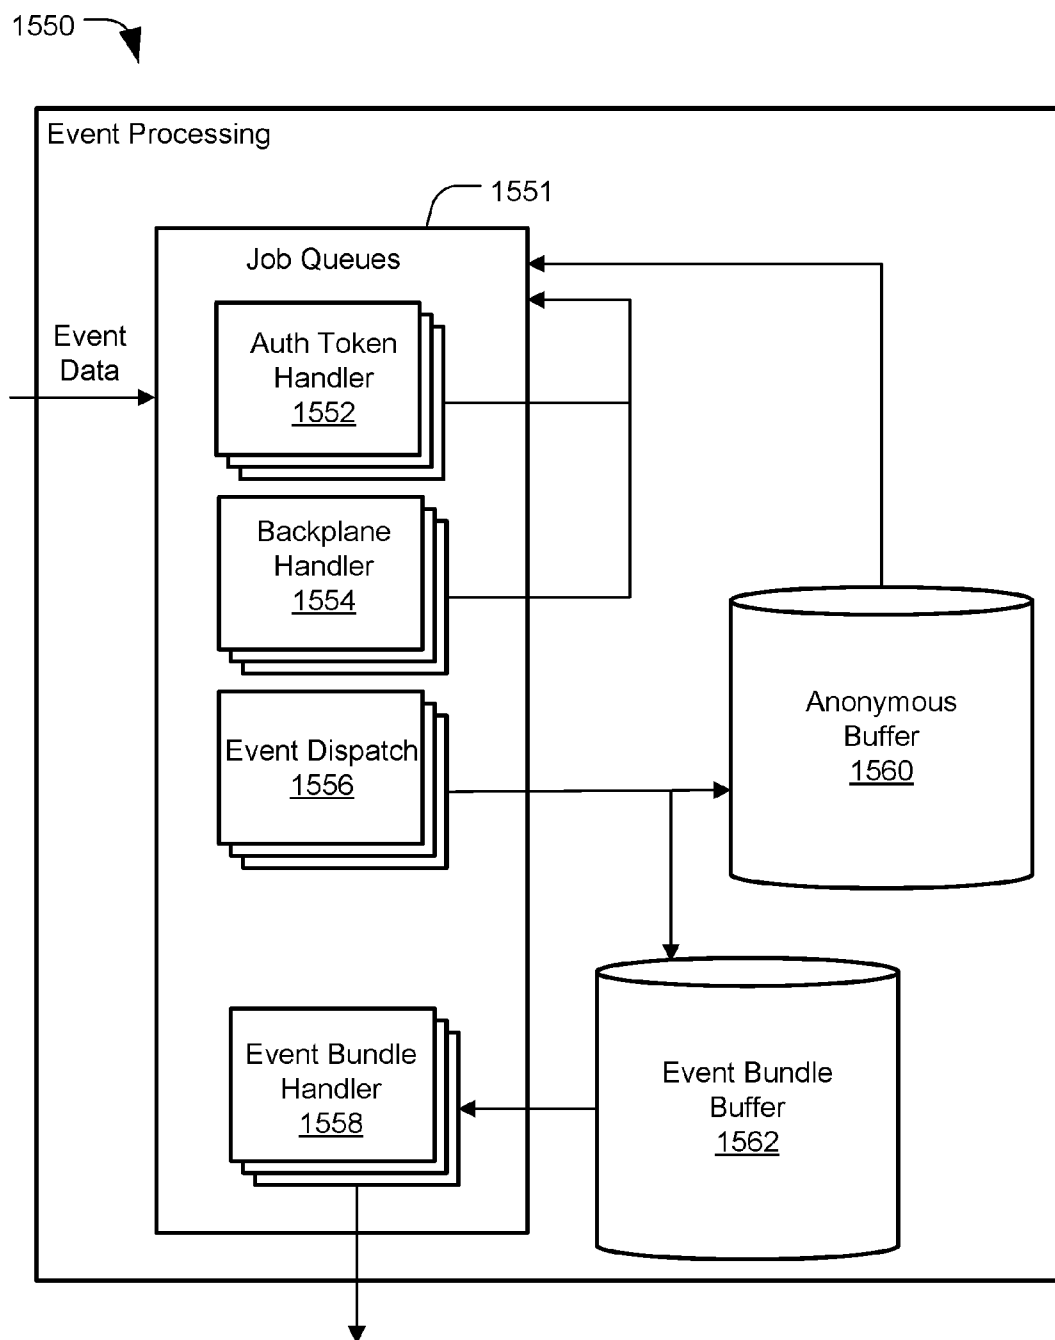 1550
Event Processing
1551
Job Queues
Event
Data
Auth Token
Handler
1552
Backplane
Handler
1554
Event Dispatch
1556
Anonymous
Buffer
1560
Event Bundle
Handler
1558
Event Bundle
Buffer
1562